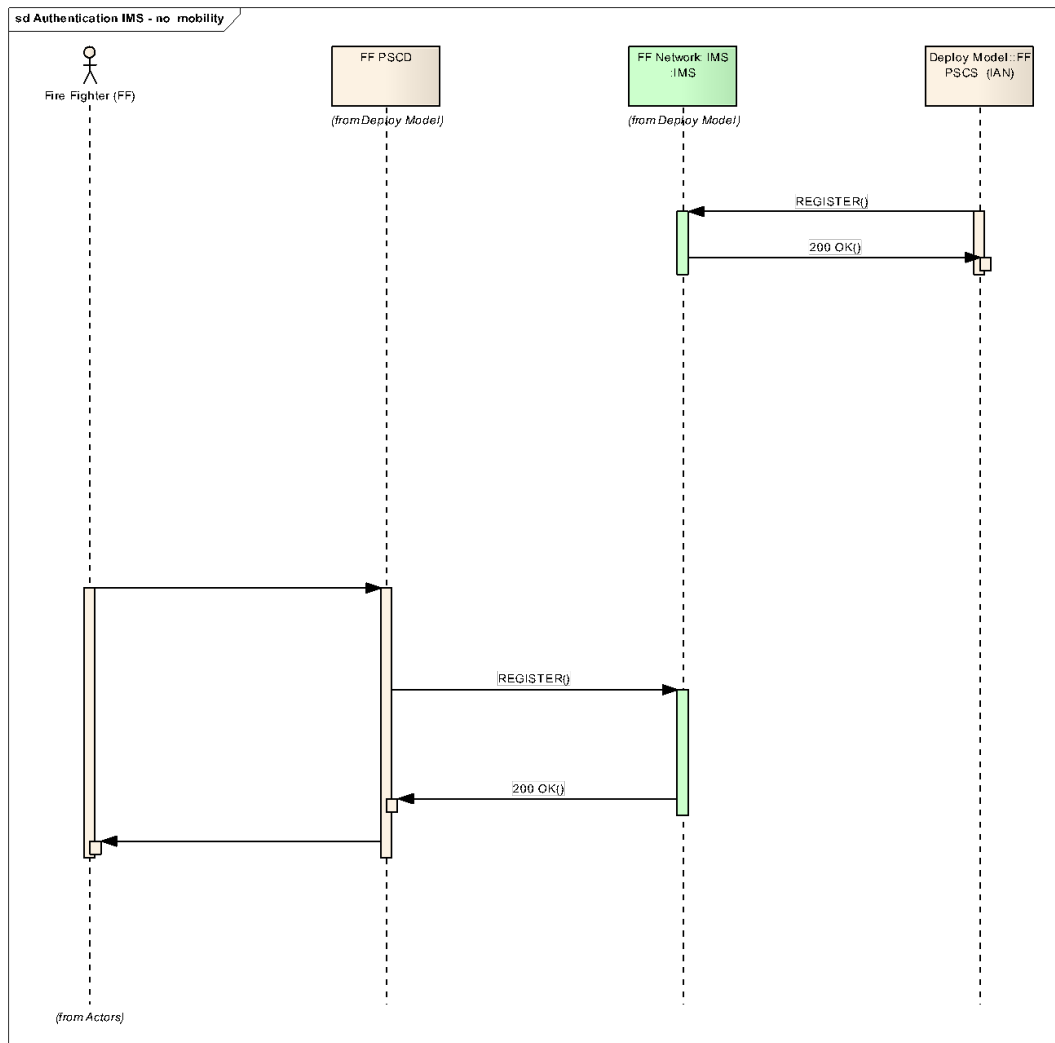 sd Authentication IMS - no mobility
Fire Fighter (FF)
FF PSCD
(from Deploy Model)
FF Network IMS
:IMS
(from Deploy Model)
Deploy Model::FF
PSCS (IAN)
REGISTER()
200 OK()
REGISTER()
200 OK()
(from Actors)